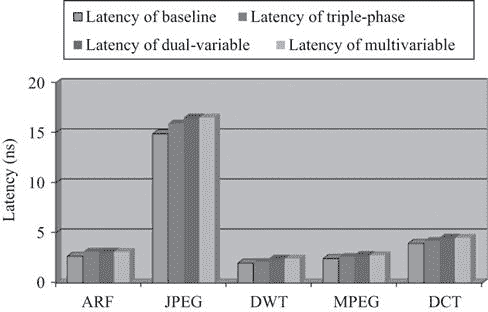 Latency of baseline Latency of triple-phase
Latency of dual-variable Latency of multivariable
20
15
10
5
0
Latency (ns)
ARF JPEG DWT MPEG DCT